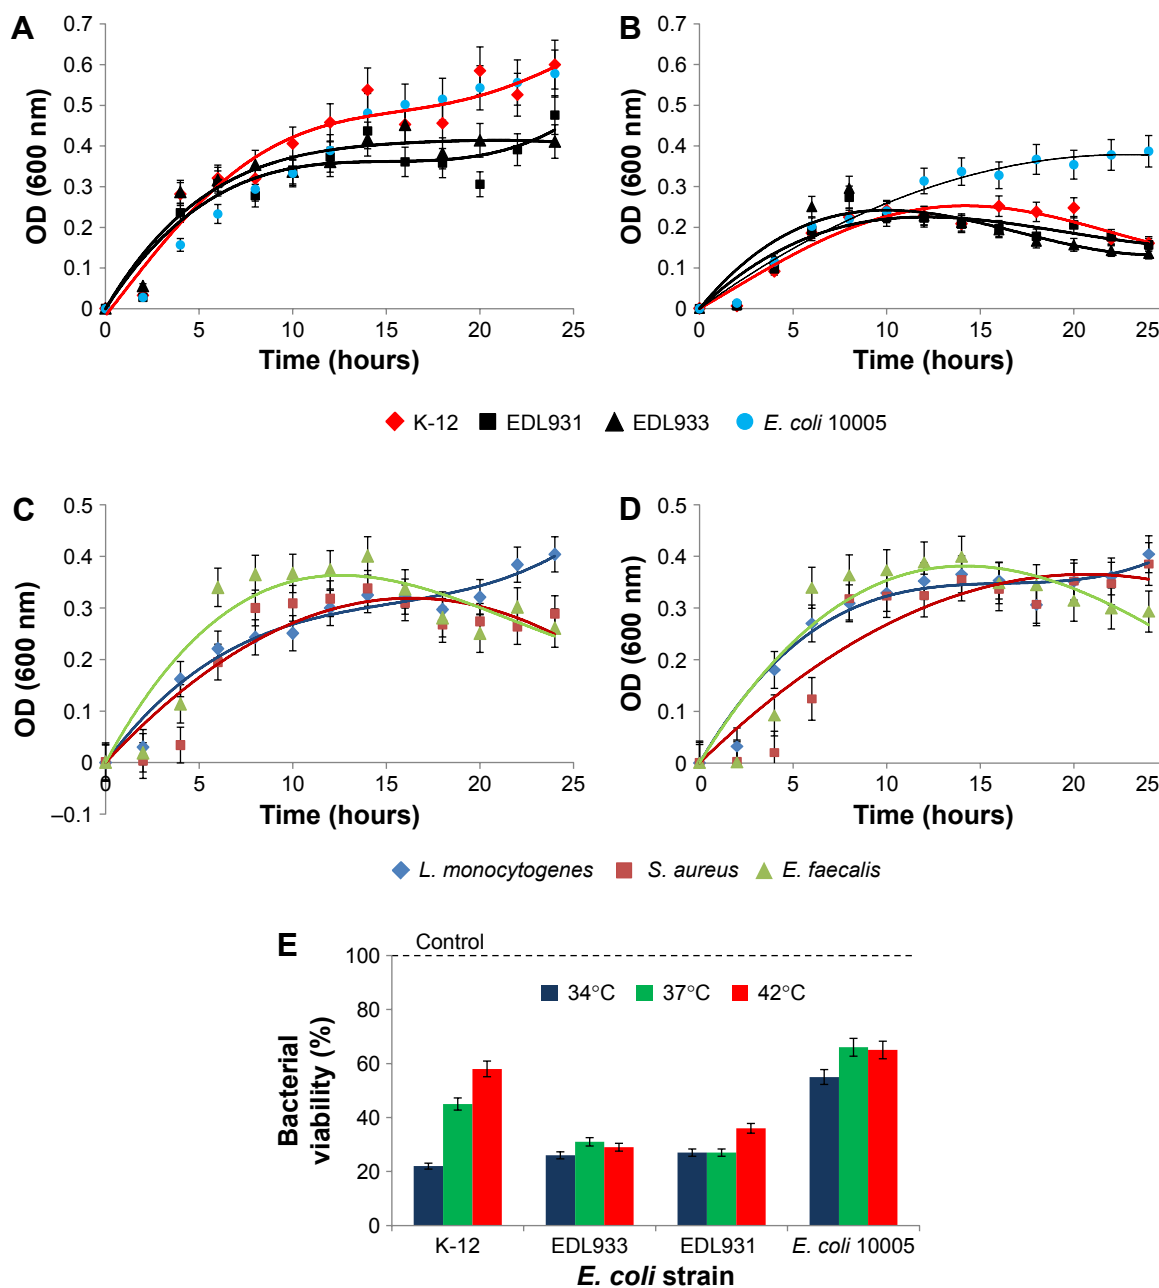 A
0.7
0.6
0.5
0.4
0.3
0.2
0.1
0
OD (600 nm)
0 5 10 15 20 25
Time (hours)
B
0.7
0.6
0.5
0.4
0.3
0.2
0.1
0
OD (600 nm)
0 5 10 15 20 25
Time (hours)
K-12 EDL931 EDL933 E. coli 10005
C
0.5
0.4
0.3
0.2
0.1
0
–0.1
OD (600 nm)
0 5 10 15 20 25
Time (hours)
D
0.5
0.4
0.3
0.2
0.1
0
OD (600 nm)
0 5 10 15 20 25
Time (hours)
L. monocytogenes S. aureus E. faecalis
E
Control
100
80
60
40
20
0
Bacterial
viability (%)
34°C 37°C 42°C
K-12 EDL933 EDL931 E. coli 10005
E. coli strain